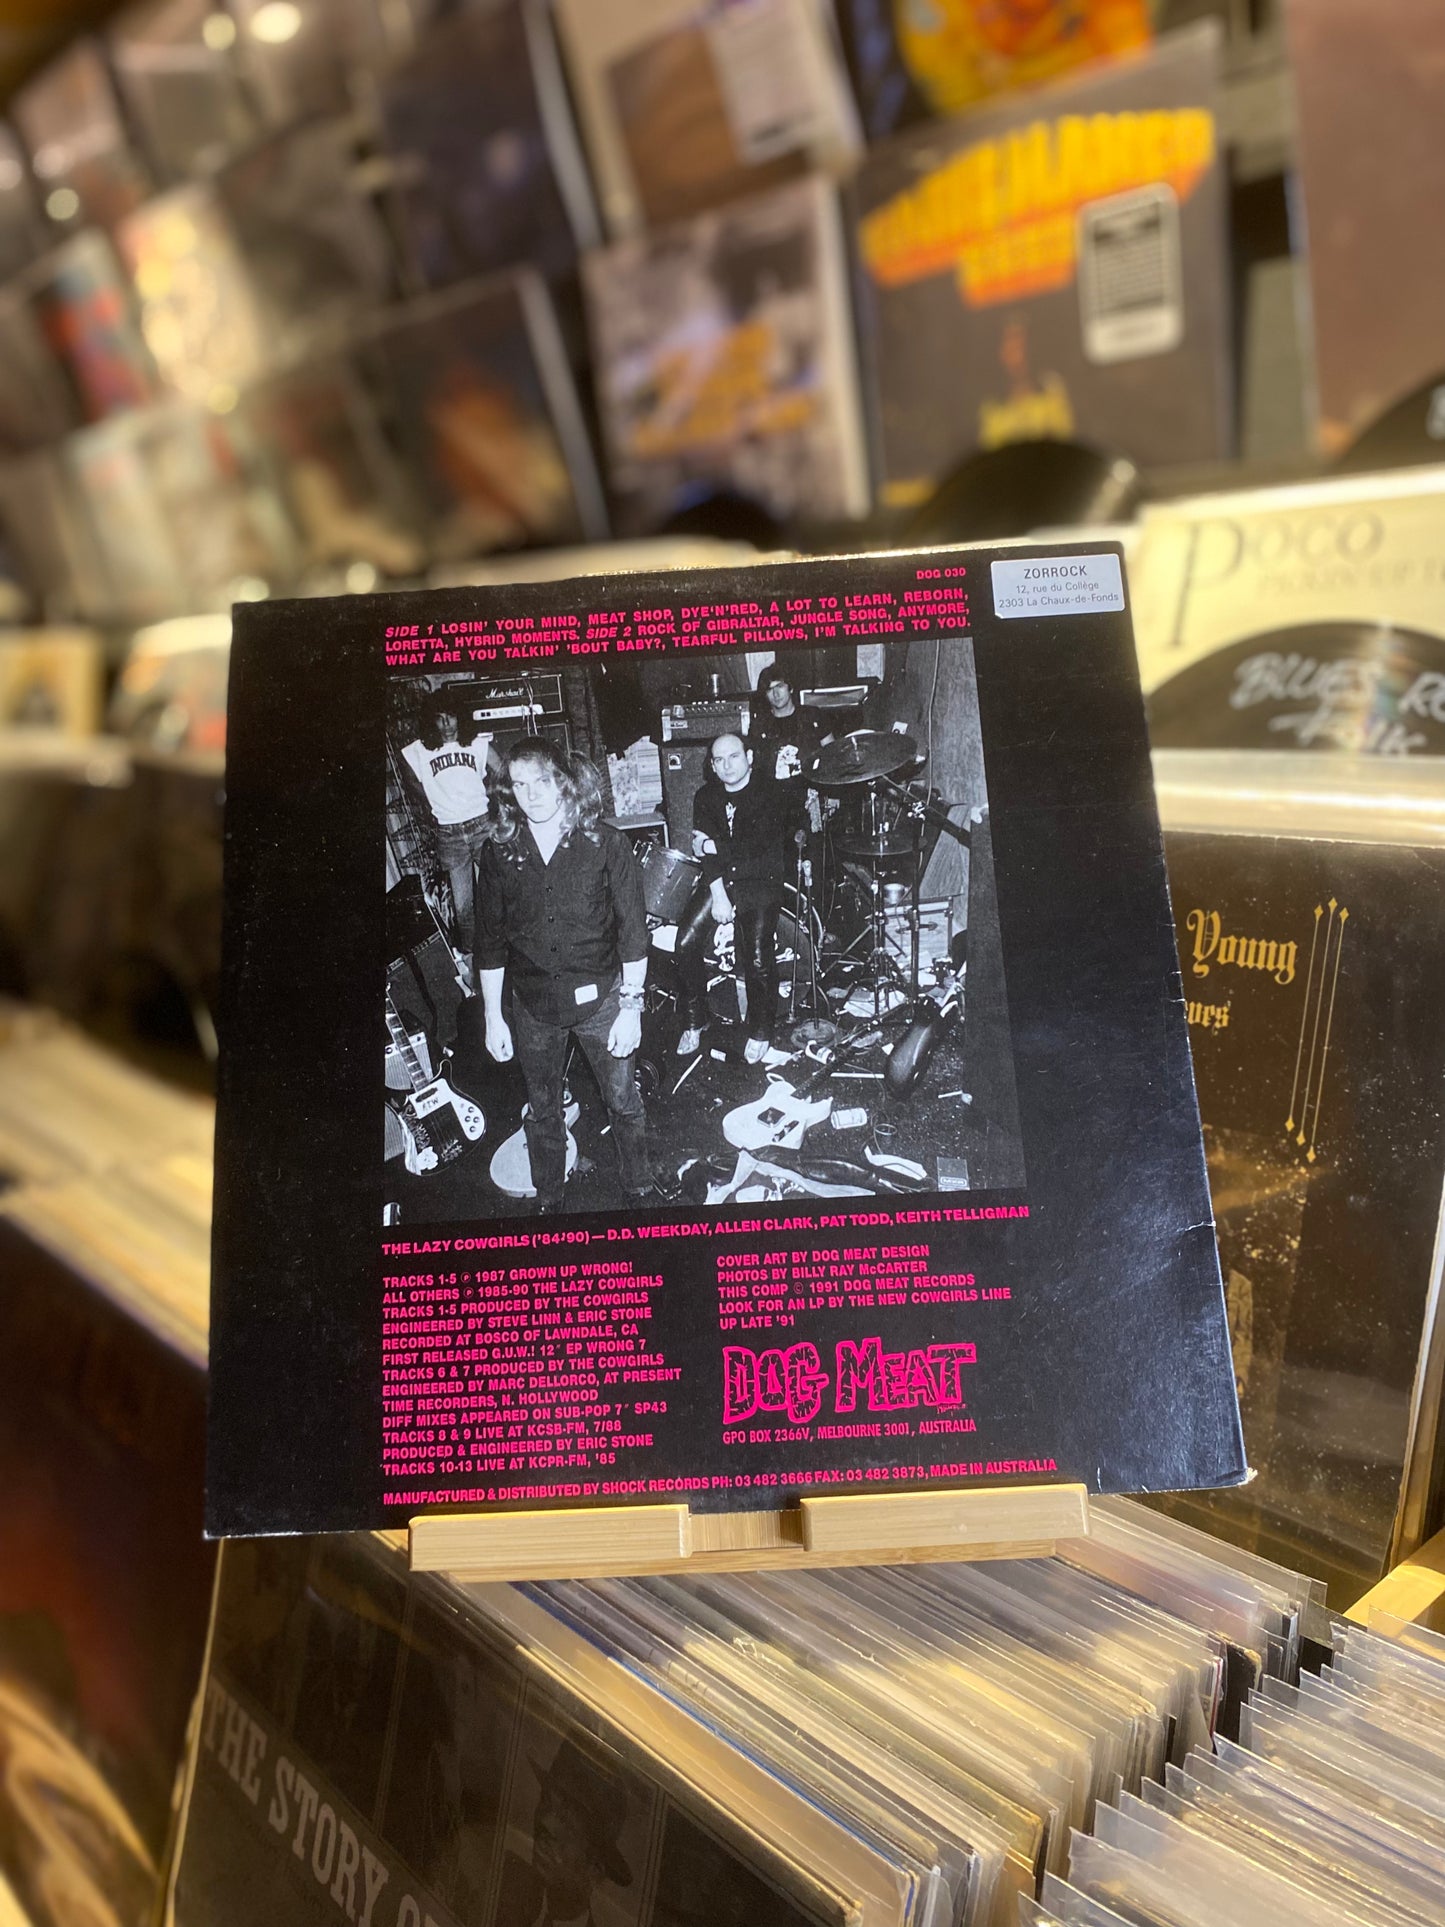 DOG 030
ZORROCK
12, rue du Collège
2303 La Chaux-de-Fonds
SIDE 1 LOSIN' YOUR MIND, MEAT SHOP, DYE'N'RED, A LOT TO LEARN, REBORN,
LORETTA, HYBRID MOMENTS. SIDE 2 ROCK OF GIBRALTAR, JUNGLE SONG, ANYMORE,
WHAT ARE YOU TALKIN' 'BOUT BABY?, TEARFUL PILLOWS, I'M TALKING TO YOU.
Marshall
INDIANA
KTW
THE LAZY COWGIRLS ('84-'90) — D.D. WEEKDAY, ALLEN CLARK, PAT TODD, KEITH TELLIGMAN
TRACKS 1-5 ℗ 1987 GROWN UP WRONG!
ALL OTHERS ℗ 1985-90 THE LAZY COWGIRLS
TRACKS 1-5 PRODUCED BY THE COWGIRLS
ENGINEERED BY STEVE LINN & ERIC STONE
RECORDED AT BOSCO OF LAWNDALE, CA
FIRST RELEASED G.U.W.! 12″ EP WRONG 7
TRACKS 6 & 7 PRODUCED BY THE COWGIRLS
ENGINEERED BY MARC DELLORCO, AT PRESENT
TIME RECORDERS, N. HOLLYWOOD
DIFF MIXES APPEARED ON SUB-POP 7″ SP43
TRACKS 8 & 9 LIVE AT KCSB-FM, 7/88
PRODUCED & ENGINEERED BY ERIC STONE
TRACKS 10-13 LIVE AT KCPR-FM, '85
COVER ART BY DOG MEAT DESIGN
PHOTOS BY BILLY RAY McCARTER
THIS COMP © 1991 DOG MEAT RECORDS
LOOK FOR AN LP BY THE NEW COWGIRLS LINE
UP LATE '91
DOG MEAT
GPO BOX 2366V, MELBOURNE 3001, AUSTRALIA
MANUFACTURED & DISTRIBUTED BY SHOCK RECORDS PH: 03 482 3666 FAX: 03 482 3873, MADE IN AUSTRALIA
POCO
BLUES RO
FOLK
Young
THE STORY O